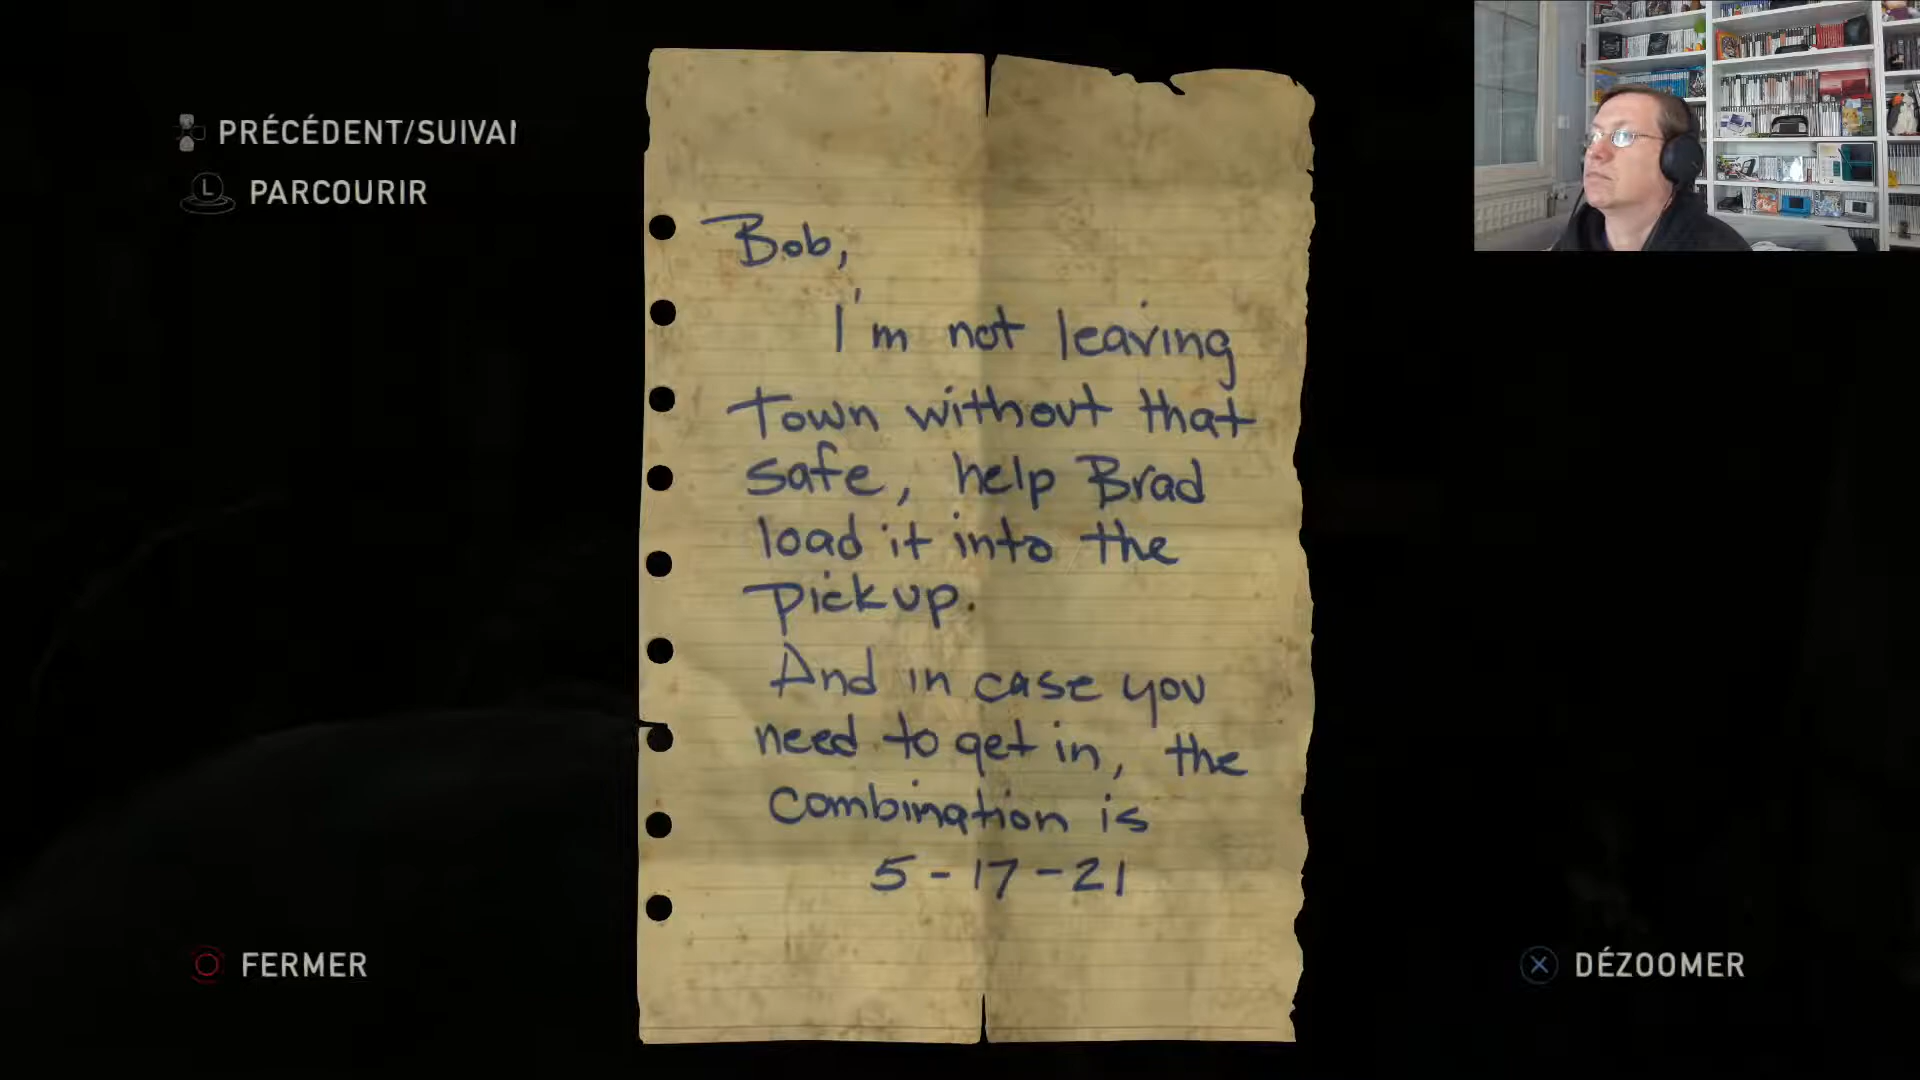 PRÉCÉDENT/SUIVAN
L PARCOURIR
Bob,
I'm not leaving
Town without that
safe, help Brad
load it into the
Pickup.
And in case you
need to get in, the
combination is
5-17-21
FERMER
DÉZOOMER